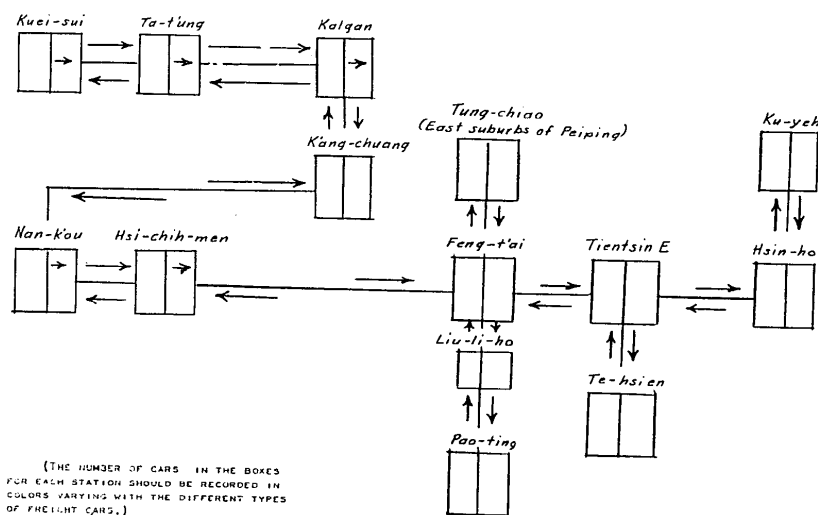 Kuei-sui
Ta-t'ung
Kalgan
Tung-chiao
(East suburbs of Peiping)
Ku-yeh
K'ang-chuang
Nan-k'ou
Hsi-chih-men
Feng-t'ai
Tientsin E
Hsin-ho
Liu-li-ho
Te-hsien
Pao-ting
(THE NUMBER OF CARS IN THE BOXES
FOR EACH STATION SHOULD BE RECORDED IN
COLORS VARYING WITH THE DIFFERENT TYPES
OF FREIGHT CARS.)